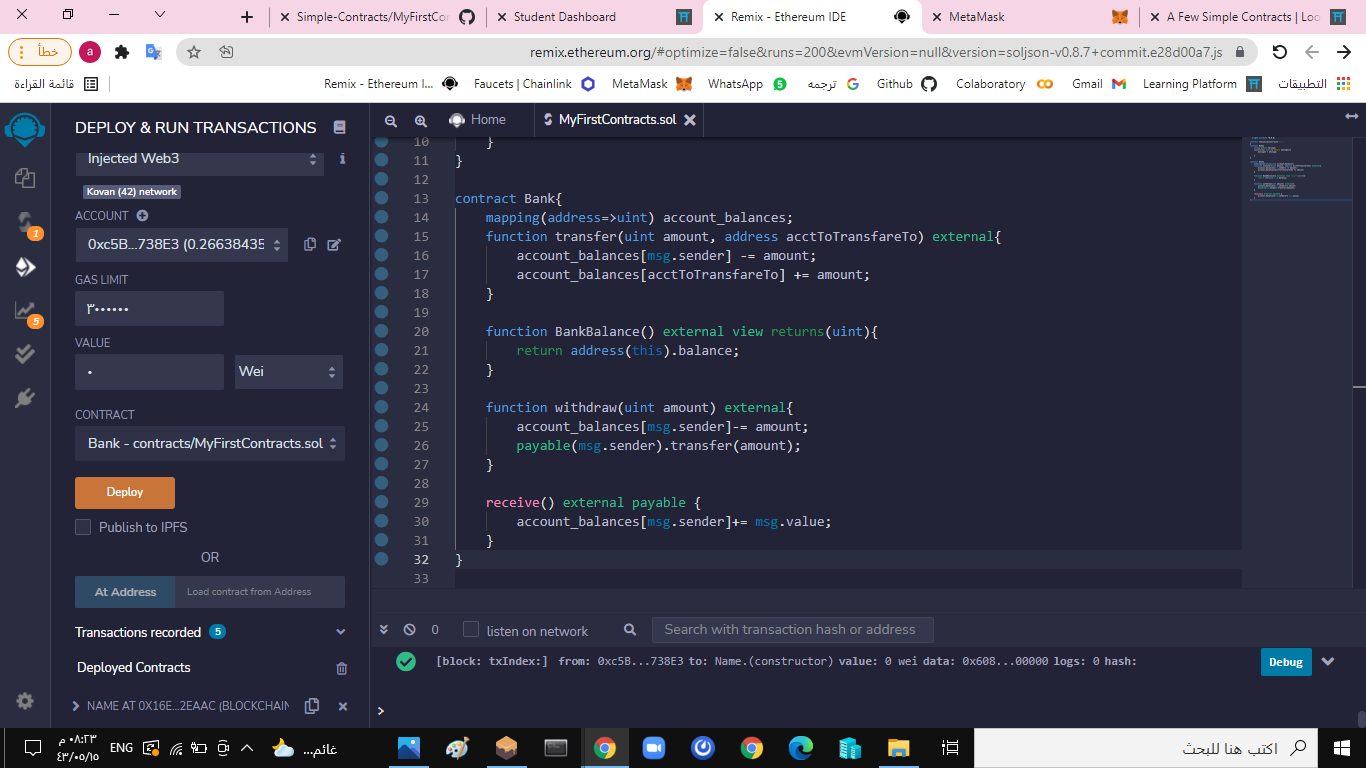 Simple-Contracts/MyFirstCor
Student Dashboard
Remix - Ethereum IDE
MetaMask
A Few Simple Contracts | Loo
خطأ
a
remix.ethereum.org/#optimize=false&runs=200&evmVersion=null&version=soljson-v0.8.7+commit.e28d00a7.js
قائمة القراءة
Remix - Ethereum I...
Faucets | Chainlink
MetaMask
WhatsApp
ترجمه
Github
Colaboratory
Gmail
Learning Platform
التطبيقات
DEPLOY & RUN TRANSACTIONS
Injected Web3
Kovan (42) network
ACCOUNT
0xc5B...738E3 (0.26638435
GAS LIMIT
٣٠٠٠٠٠٠
VALUE
٠
Wei
CONTRACT
Bank - contracts/MyFirstContracts.sol
Deploy
Publish to IPFS
OR
At Address
Load contract from Address
Transactions recorded 5
Deployed Contracts
NAME AT 0X16E...2EAAC (BLOCKCHAIN
1
5
Home
MyFirstContracts.sol
10 }
11 }
12
13 contract Bank{
14 mapping(address=>uint) account_balances;
15 function transfer(uint amount, address acctToTransfareTo) external{
16 account_balances[msg.sender] -= amount;
17 account_balances[acctToTransfareTo] += amount;
18 }
19
20 function BankBalance() external view returns(uint){
21 return address(this).balance;
22 }
23
24 function withdraw(uint amount) external{
25 account_balances[msg.sender]-= amount;
26 payable(msg.sender).transfer(amount);
27 }
28
29 receive() external payable {
30 account_balances[msg.sender]+= msg.value;
31 }
32 }
33
0 listen on network Search with transaction hash or address
[block: txIndex:] from: 0xc5B...738E3 to: Name.(constructor) value: 0 wei data: 0x608...00000 logs: 0 hash:
Debug
>
٠٨:٢٣ م
٤٣/٠٥/١٥
ENG
غائم...
اكتب هنا للبحث